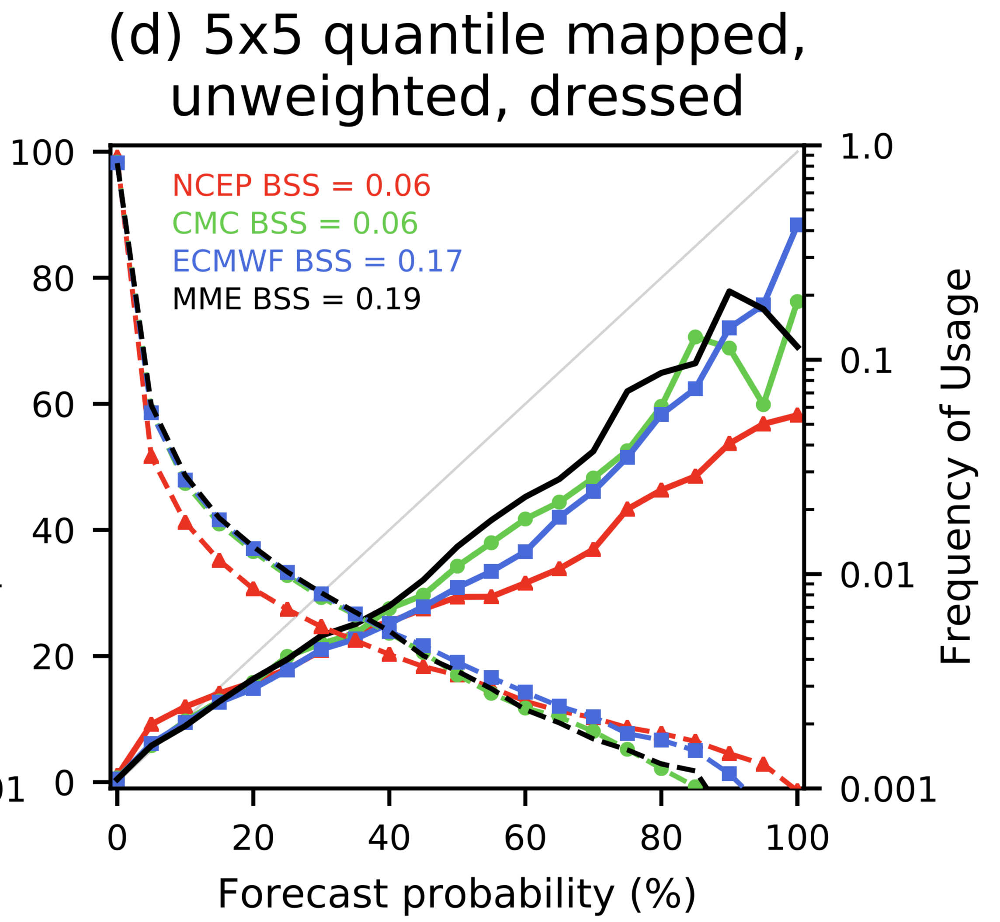 (d) 5x5 quantile mapped,
unweighted, dressed
NCEP BSS = 0.06
CMC BSS = 0.06
ECMWF BSS = 0.17
MME BSS = 0.19
100
80
60
40
20
0
1.0
0.1
0.01
0.001
Frequency of Usage
0 20 40 60 80 100
Forecast probability (%)